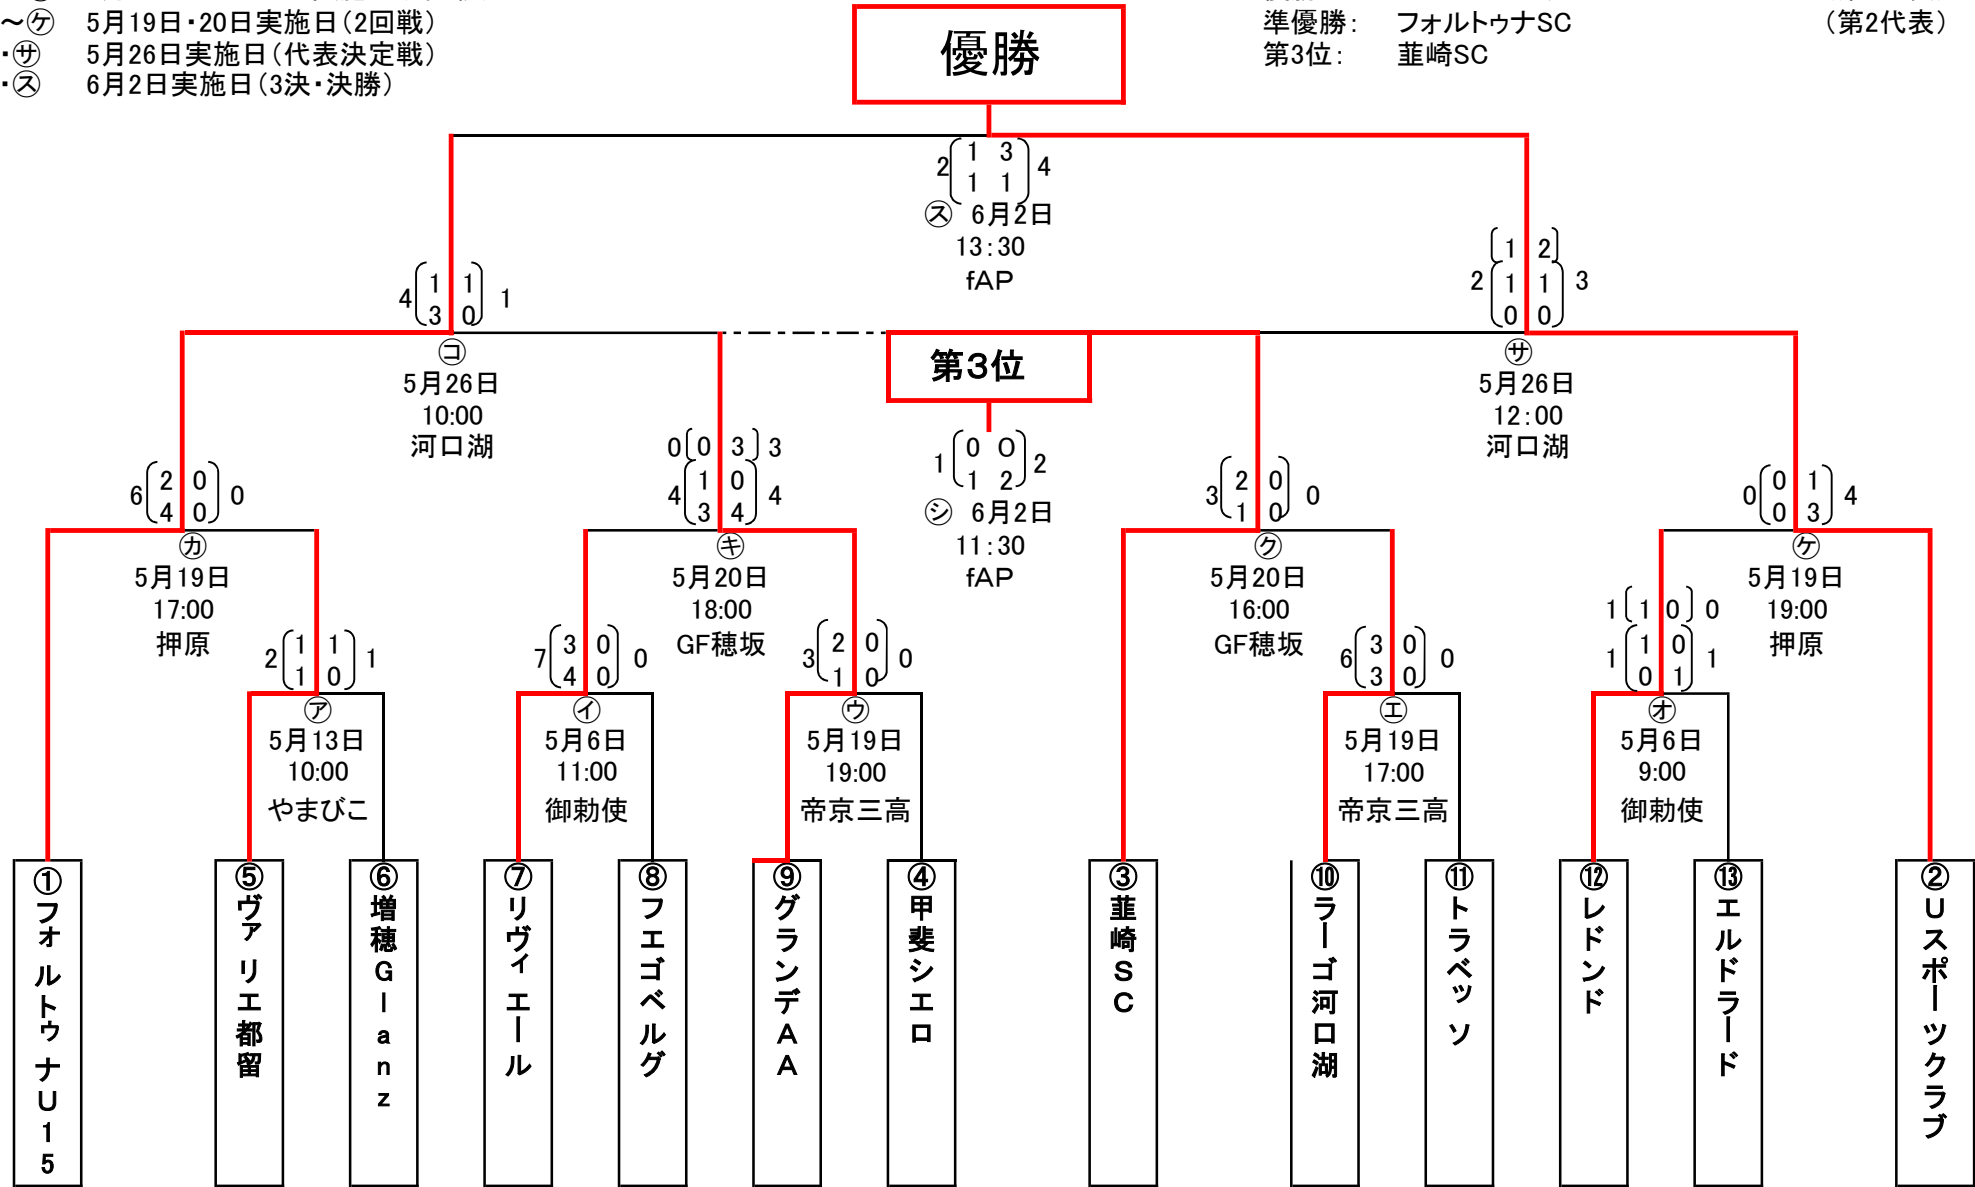 ～㋘ 5月19日・20日実施日（2回戦）
・㋚ 5月26日実施日（代表決定戦）
・㋜ 6月2日実施日（3決・決勝）
優勝
準優勝： フォルトゥナSC （第2代表）
第3位： 韮崎SC
2 1 3 4
1 1
㋜ 6月2日
13：30
fAP
4 1 1 1
3 0
㋙
5月26日
10:00
河口湖
1 2
2 1 1 3
0 0
㋚
5月26日
12：00
河口湖
第3位
1 0 0 2
1 2
㋛ 6月2日
11：30
fAP
6 2 0 0
4 0
㋕
5月19日
17:00
押原
0 0 3 3
4 1 0 4
3 4
㋖
5月20日
18:00
GF穂坂
3 2 0 0
1 0
㋗
5月20日
16:00
GF穂坂
0 0 1 4
0 3
㋘
5月19日
19:00
押原
2 1 1 1
1 0
㋐
5月13日
10:00
やまびこ
7 3 0 0
4 0
㋑
5月6日
11:00
御勅使
3 2 0 0
1 0
㋒
5月19日
19:00
帝京三高
6 3 0 0
3 0
㋓
5月19日
17:00
帝京三高
1 1 0 0
1 1 0 1
0 1
㋔
5月6日
9:00
御勅使
①フォルトゥナU15
⑤ヴァリエ都留
⑥増穂Glanz
⑦リヴィエール
⑧フエゴベルグ
⑨グランデAA
④甲斐シエロ
③韮崎SC
⑩ラーゴ河口湖
⑪トラベッソ
⑫レドンド
⑬エルドラード
②Uスポーツクラブ